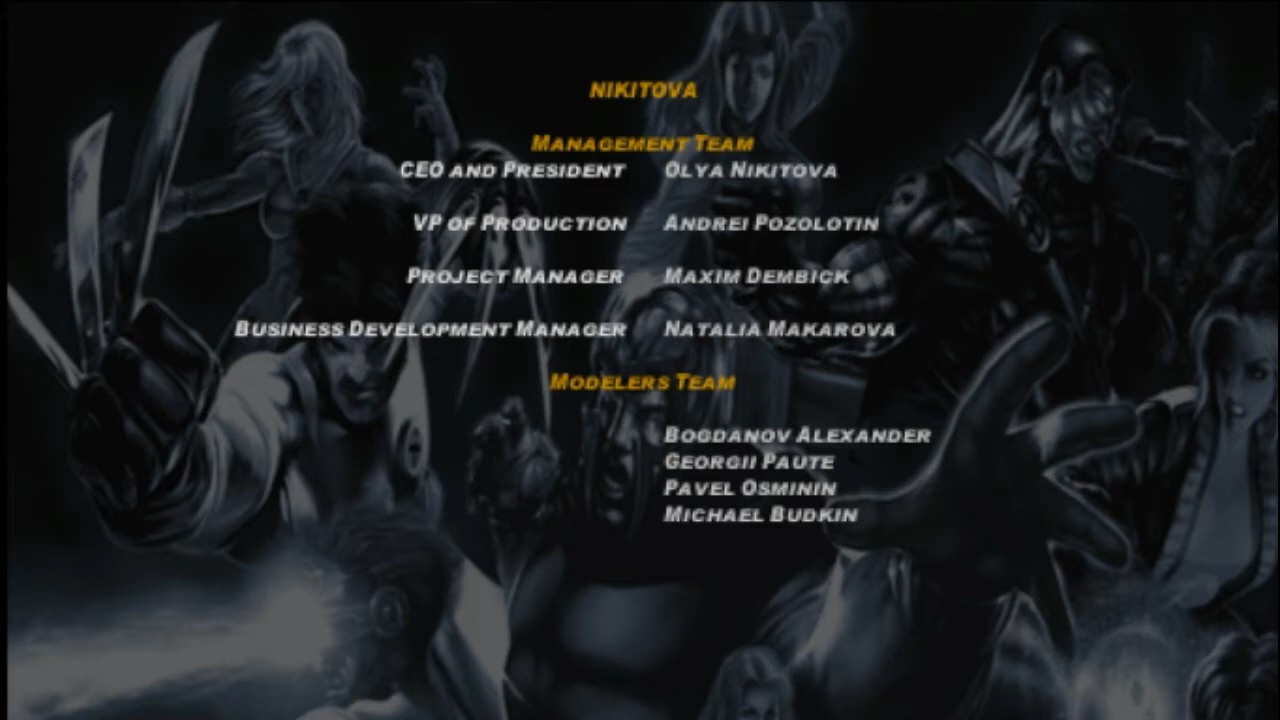 NIKITOVA
MANAGEMENT TEAM
CEO AND PRESIDENT OLYA NIKITOVA
VP OF PRODUCTION ANDREI POZOLOTIN
PROJECT MANAGER MAXIM DEMBICK
BUSINESS DEVELOPMENT MANAGER NATALIA MAKAROVA
MODELERS TEAM
BOGDANOV ALEXANDER
GEORGII PAUTE
PAVEL OSMININ
MICHAEL BUDKIN